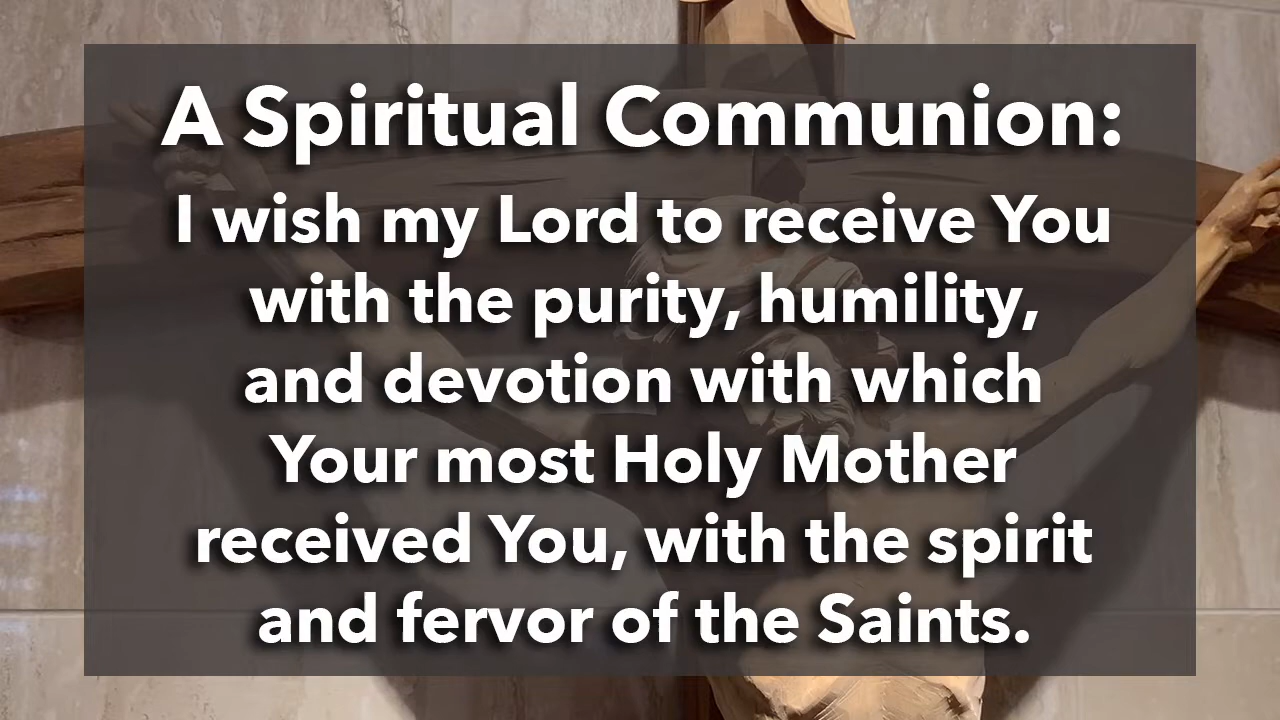 A Spiritual Communion:
I wish my Lord to receive You
with the purity, humility,
and devotion with which
Your most Holy Mother
received You, with the spirit
and fervor of the Saints.